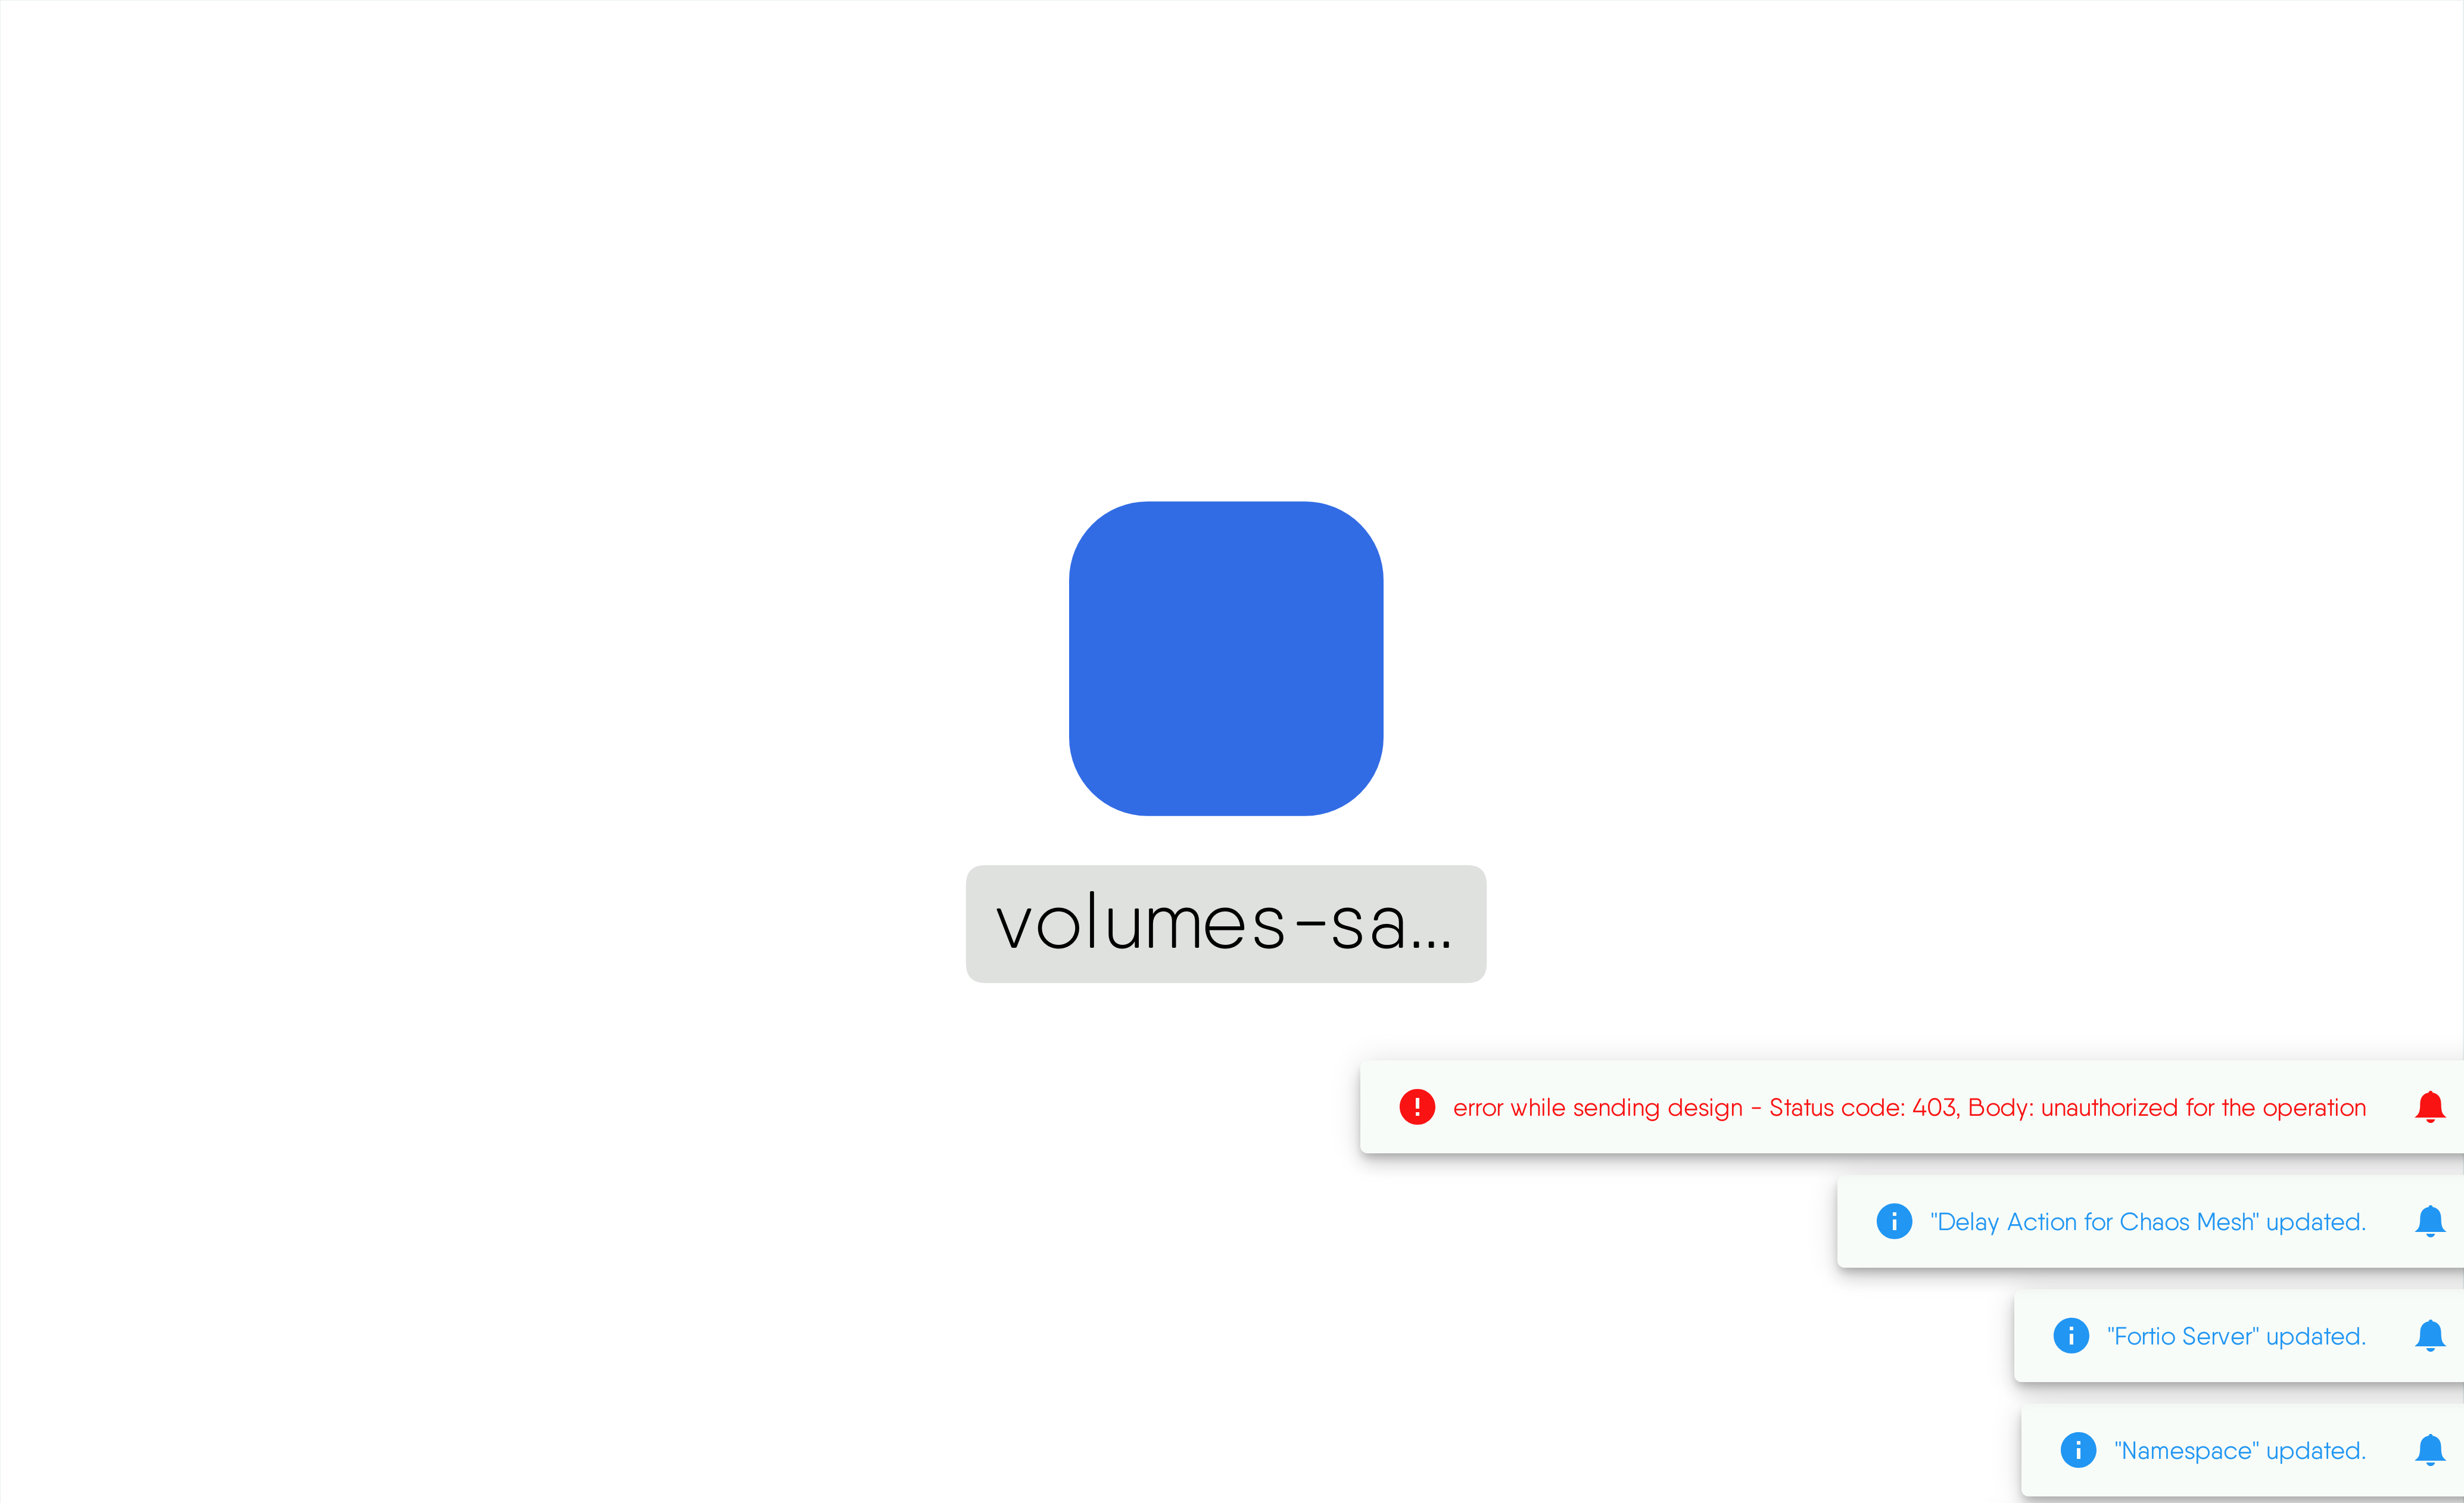 volumes-sa...
error while sending design - Status code: 403, Body: unauthorized for the operation
"Delay Action for Chaos Mesh" updated.
"Fortio Server" updated.
"Namespace" updated.